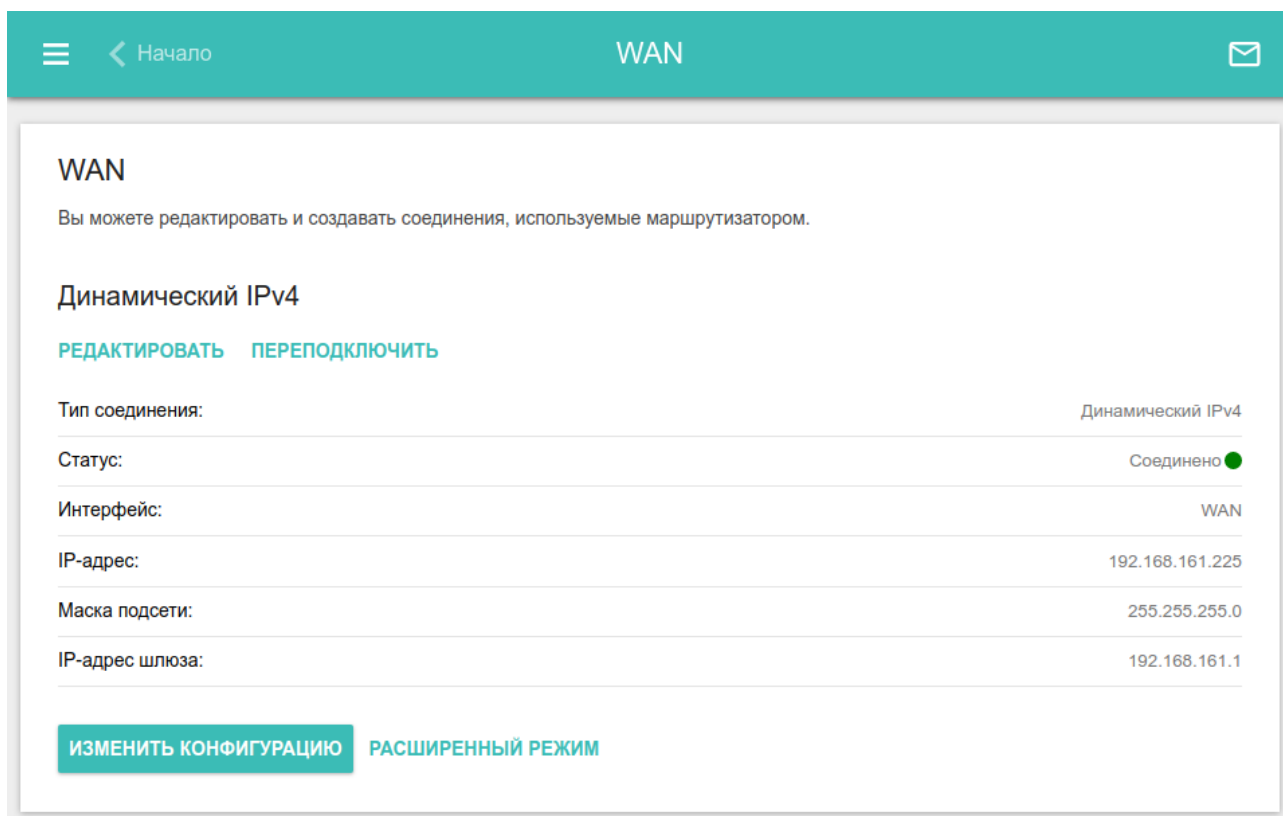 Начало
WAN
WAN
Вы можете редактировать и создавать соединения, используемые маршрутизатором.
Динамический IPv4
РЕДАКТИРОВАТЬ ПЕРЕПОДКЛЮЧИТЬ
Тип соединения: Динамический IPv4
Статус: Соединено
Интерфейс: WAN
IP-адрес: 192.168.161.225
Маска подсети: 255.255.255.0
IP-адрес шлюза: 192.168.161.1
ИЗМЕНИТЬ КОНФИГУРАЦИЮ РАСШИРЕННЫЙ РЕЖИМ